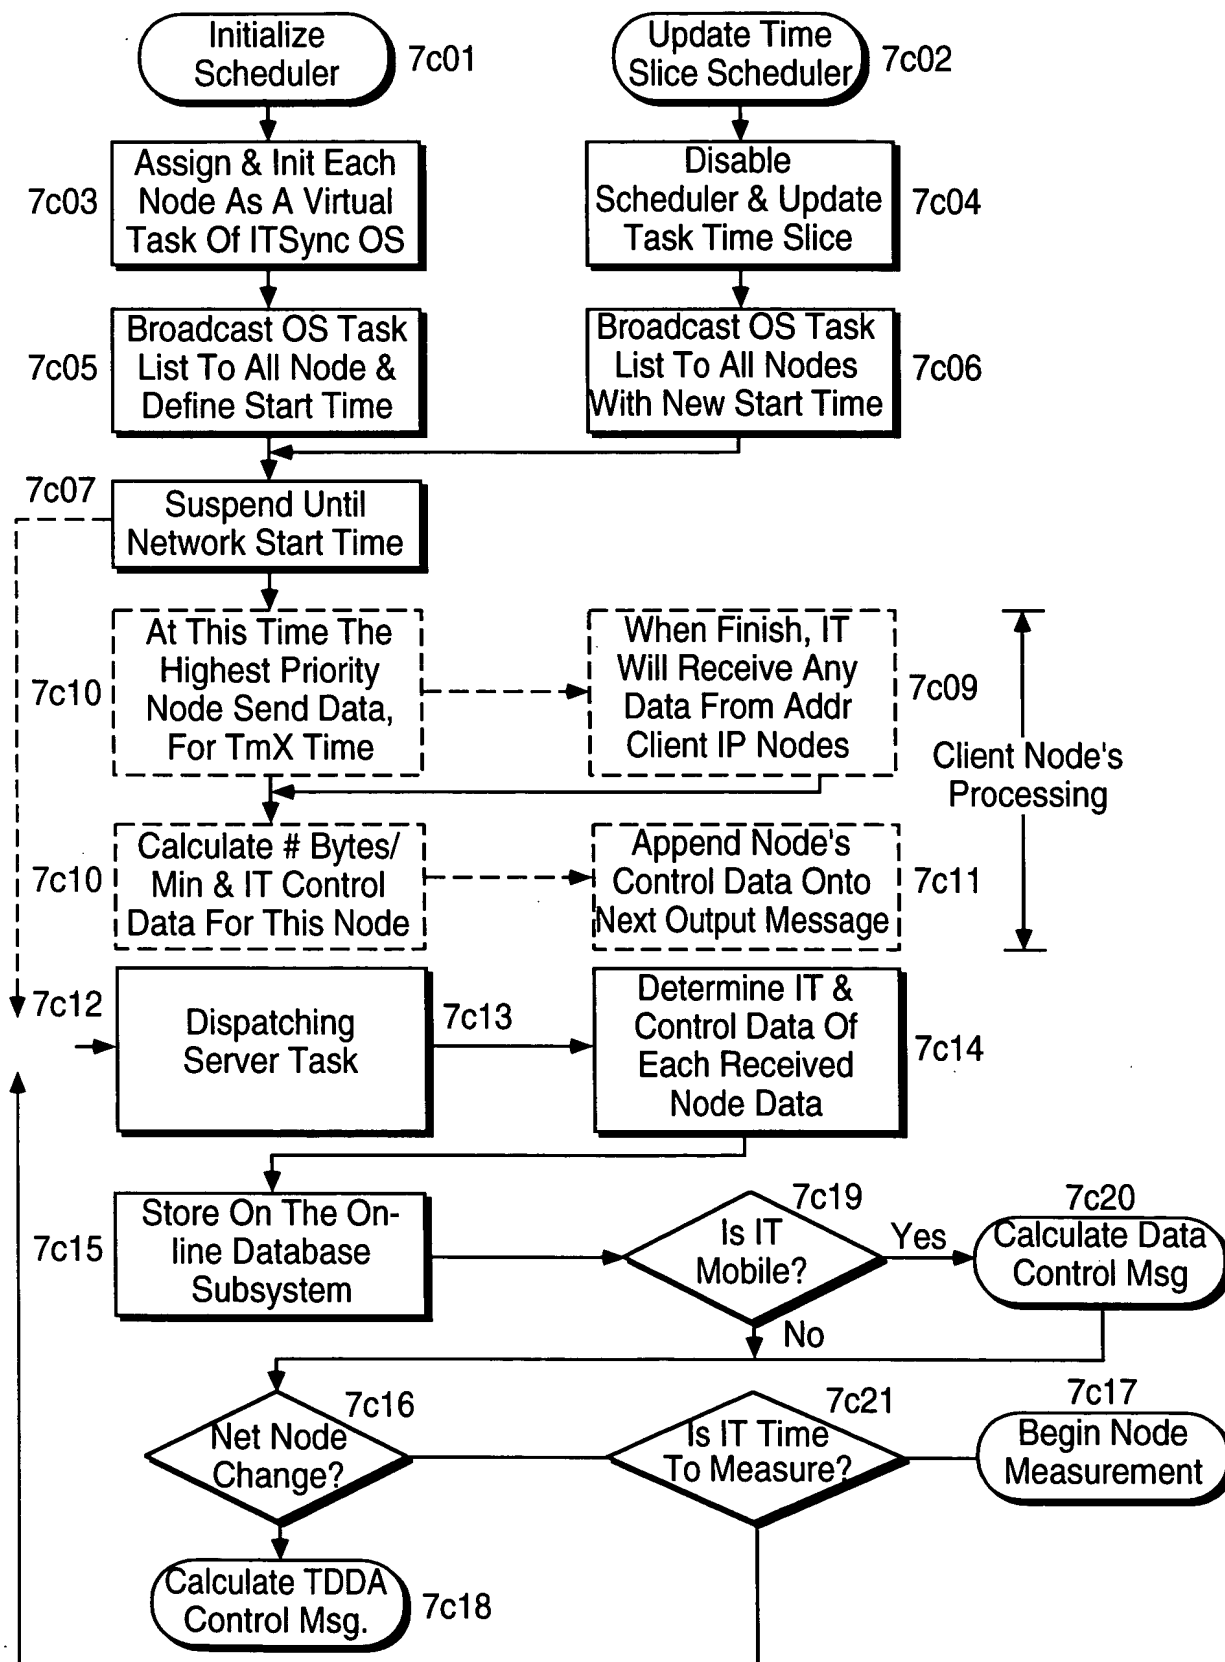 Initialize
Scheduler
7c01
Update Time
Slice Scheduler
7c02
7c03
Assign & Init Each
Node As A Virtual
Task Of ITSync OS
Disable
Scheduler & Update
Task Time Slice
7c04
7c05
Broadcast OS Task
List To All Node &
Define Start Time
Broadcast OS Task
List To All Nodes
With New Start Time
7c06
7c07
Suspend Until
Network Start Time
7c10
At This Time The
Highest Priority
Node Send Data,
For TmX Time
When Finish, IT
Will Receive Any
Data From Addr
Client IP Nodes
7c09
Client Node's
Processing
7c10
Calculate # Bytes/
Min & IT Control
Data For This Node
Append Node's
Control Data Onto
Next Output Message
7c11
7c12
Dispatching
Server Task
7c13
Determine IT &
Control Data Of
Each Received
Node Data
7c14
7c15
Store On The On-
line Database
Subsystem
7c19
Is IT
Mobile?
Yes
No
7c20
Calculate Data
Control Msg
7c16
Net Node
Change?
7c21
Is IT Time
To Measure?
7c17
Begin Node
Measurement
Calculate TDDA
Control Msg.
7c18